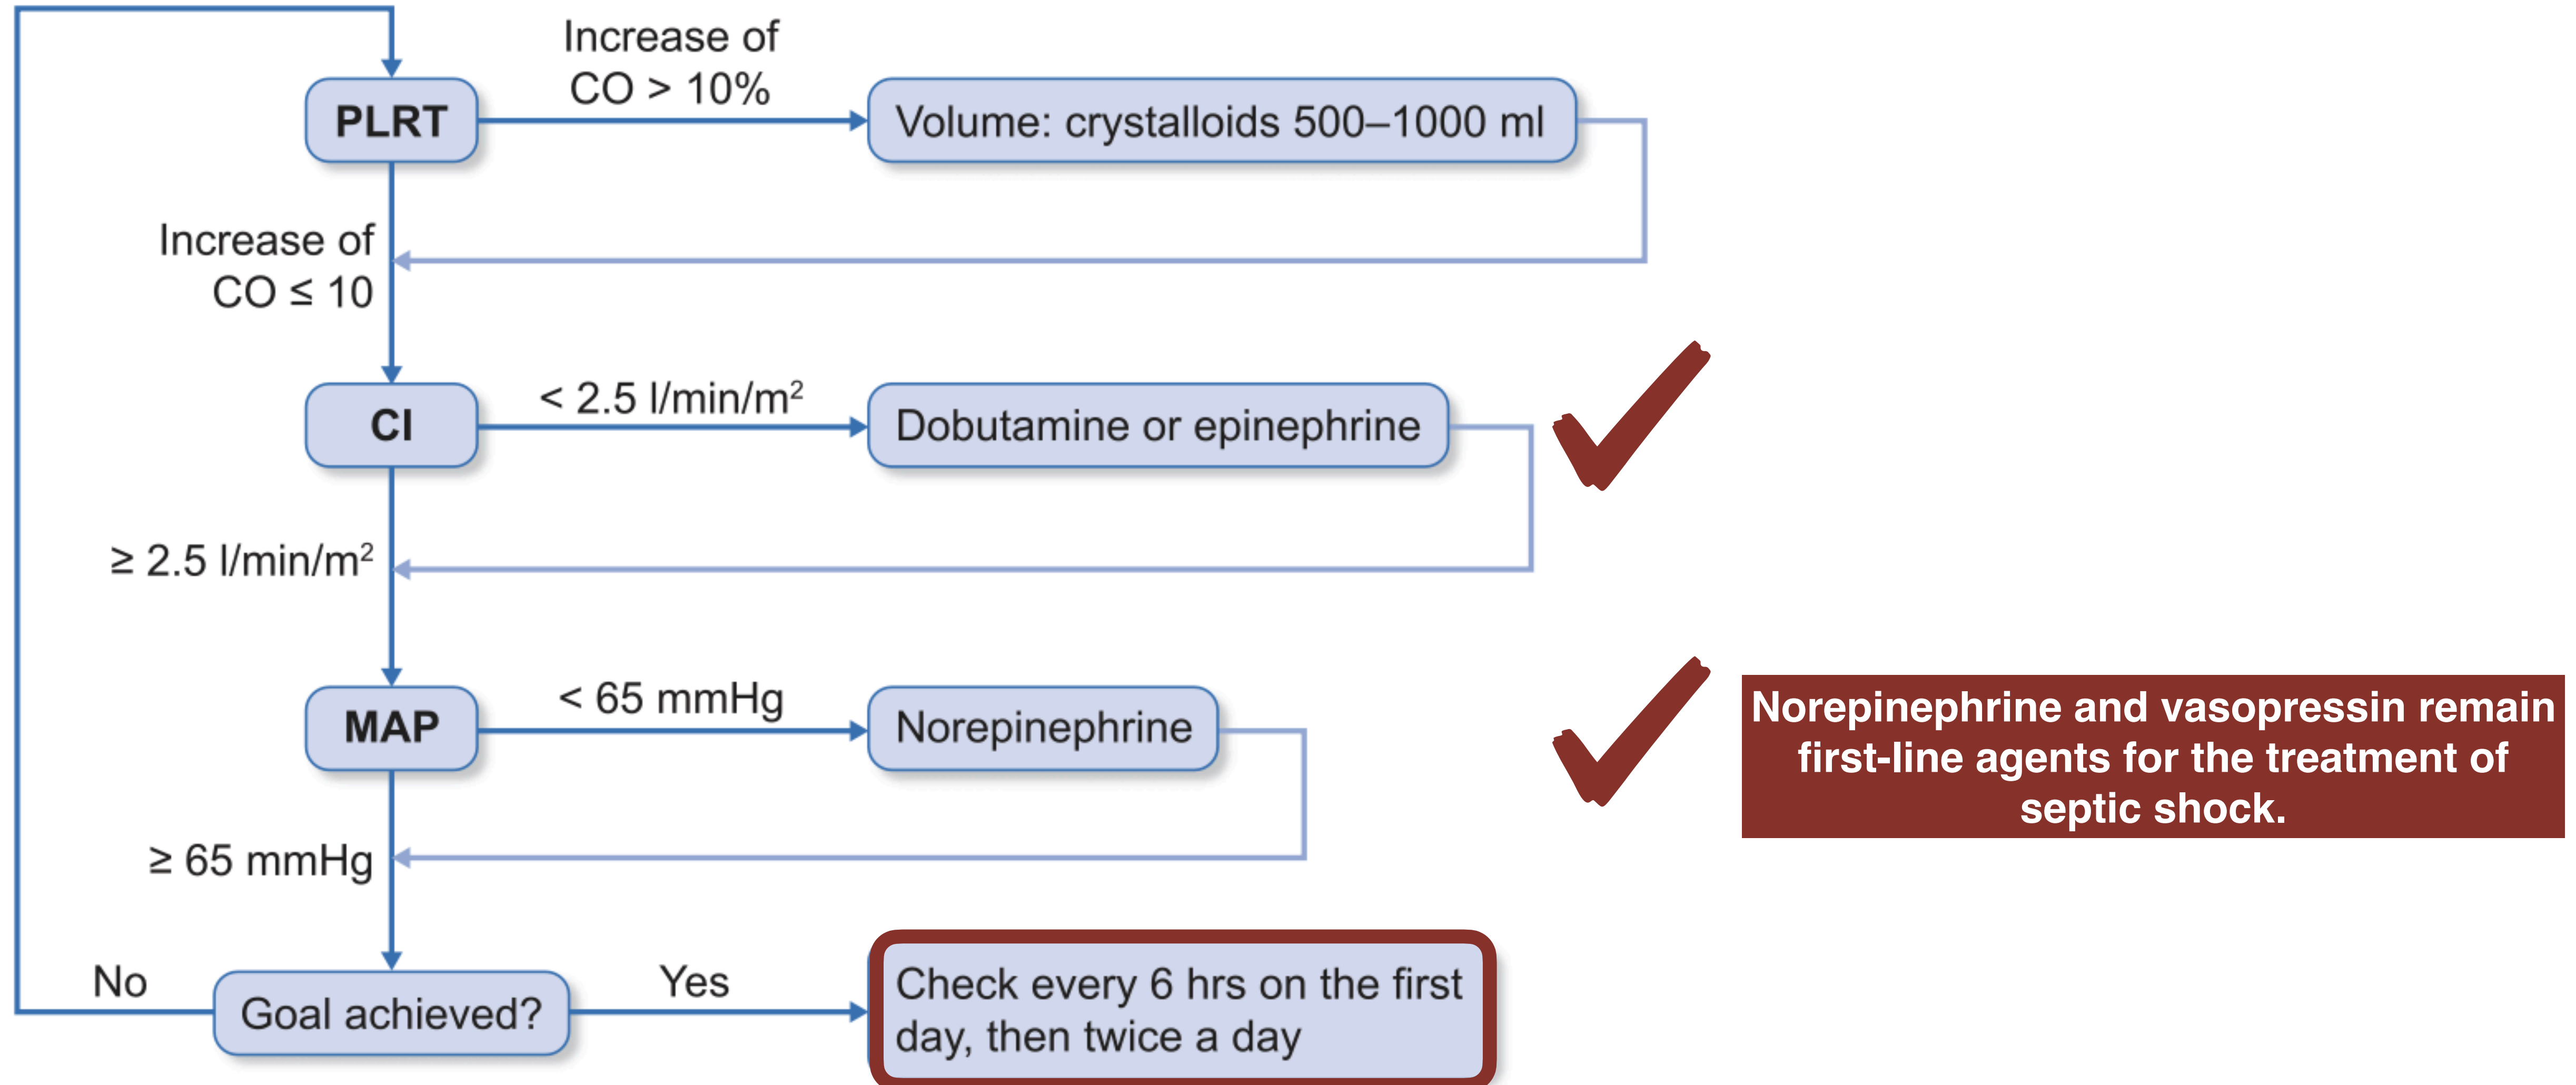 Increase of
CO > 10%
PLRT
Volume: crystalloids 500–1000 ml
Increase of
CO ≤ 10
CI
< 2.5 l/min/m²
Dobutamine or epinephrine
≥ 2.5 l/min/m²
MAP
< 65 mmHg
Norepinephrine
Norepinephrine and vasopressin remain
first-line agents for the treatment of
septic shock.
≥ 65 mmHg
No
Goal achieved?
Yes
Check every 6 hrs on the first
day, then twice a day